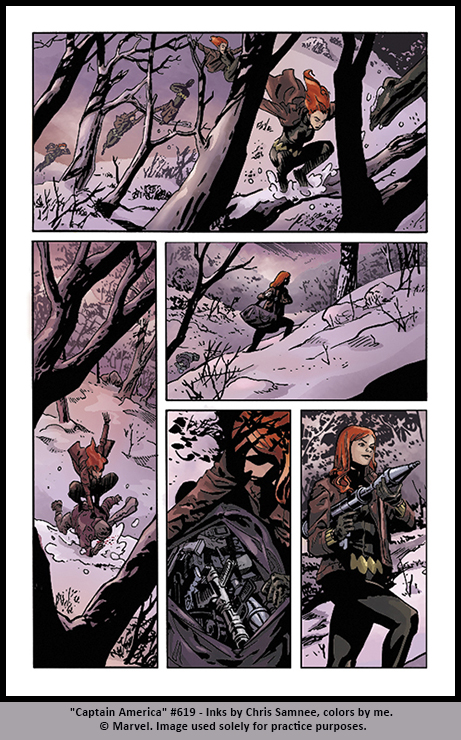 "Captain America" #619 - Inks by Chris Samnee, colors by me.
© Marvel. Image used solely for practice purposes.